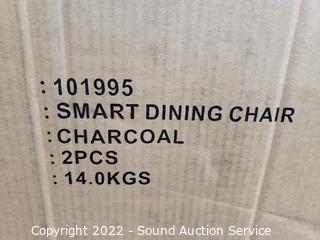 : 101995
: SMART DINING CHAIR
: CHARCOAL
: 2PCS
: 14.0KGS
Copyright 2022 - Sound Auction Service